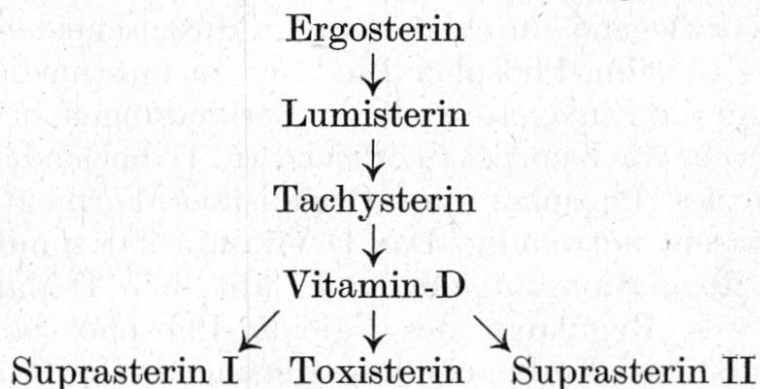 Ergosterin
Lumisterin
Tachysterin
Vitamin-D
Suprasterin I Toxisterin Suprasterin II